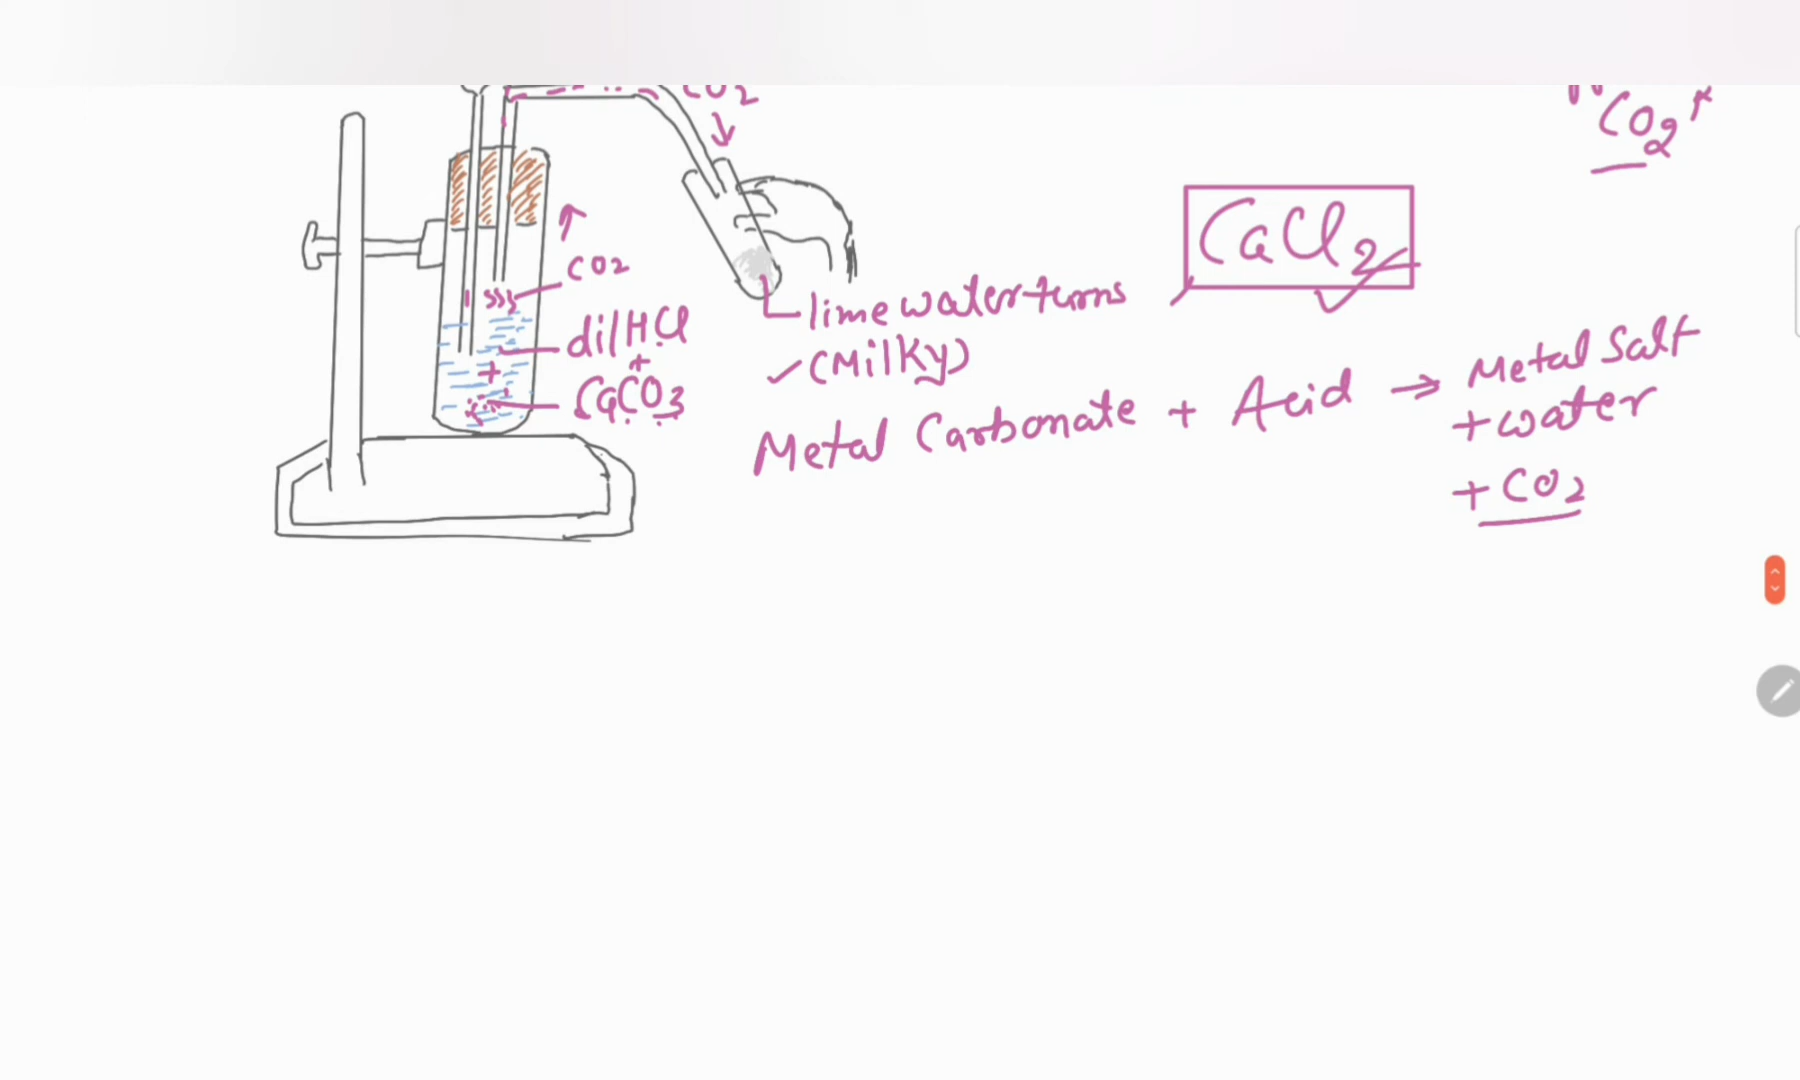 CO2
CO2
CaCl2
CO2
lime water turns
(Milky)
dil HCl
+
+
CaCO3
Metal Carbonate + Acid → Metal Salt
+ water
+ CO2